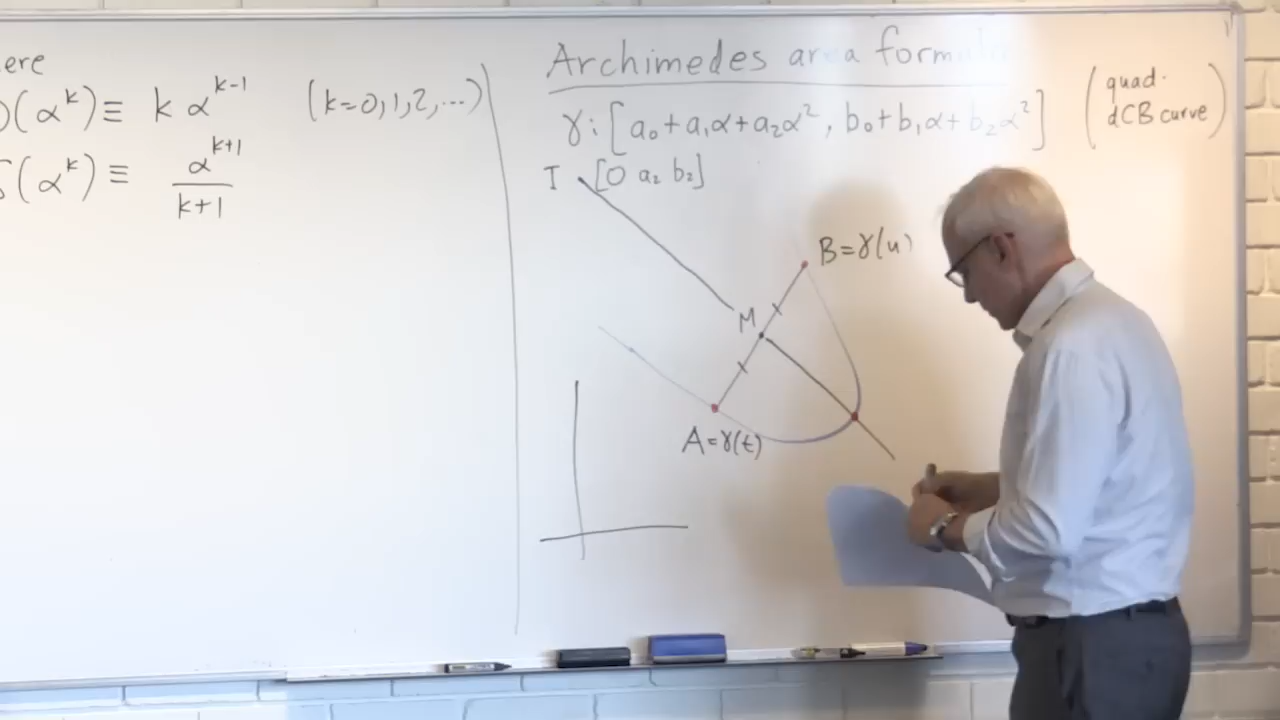 ere
D(α^k) ≡ k α^{k-1} (k=0,1,2,...)
S(α^k) ≡ α^{k+1}/k+1
Archimedes area formula
γ: [a₀+a₁α+a₂α², b₀+b₁α+b₂α²]
(quad.
dCB curve)
I [0 a₂ b₂]
B=γ(u)
M
A=γ(t)